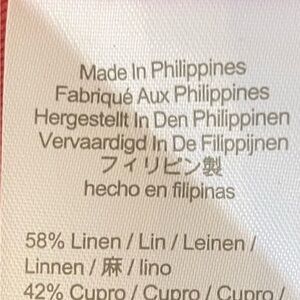 Made In Philippines
Fabriqué Aux Philippines
Hergestellt In Den Philippinen
Vervaardigd In De Filippijnen
フィリピン製
hecho en filipinas
58% Linen / Lin / Leinen /
Linnen / 麻 / lino
42% Cupro / Cupro / Cupro /